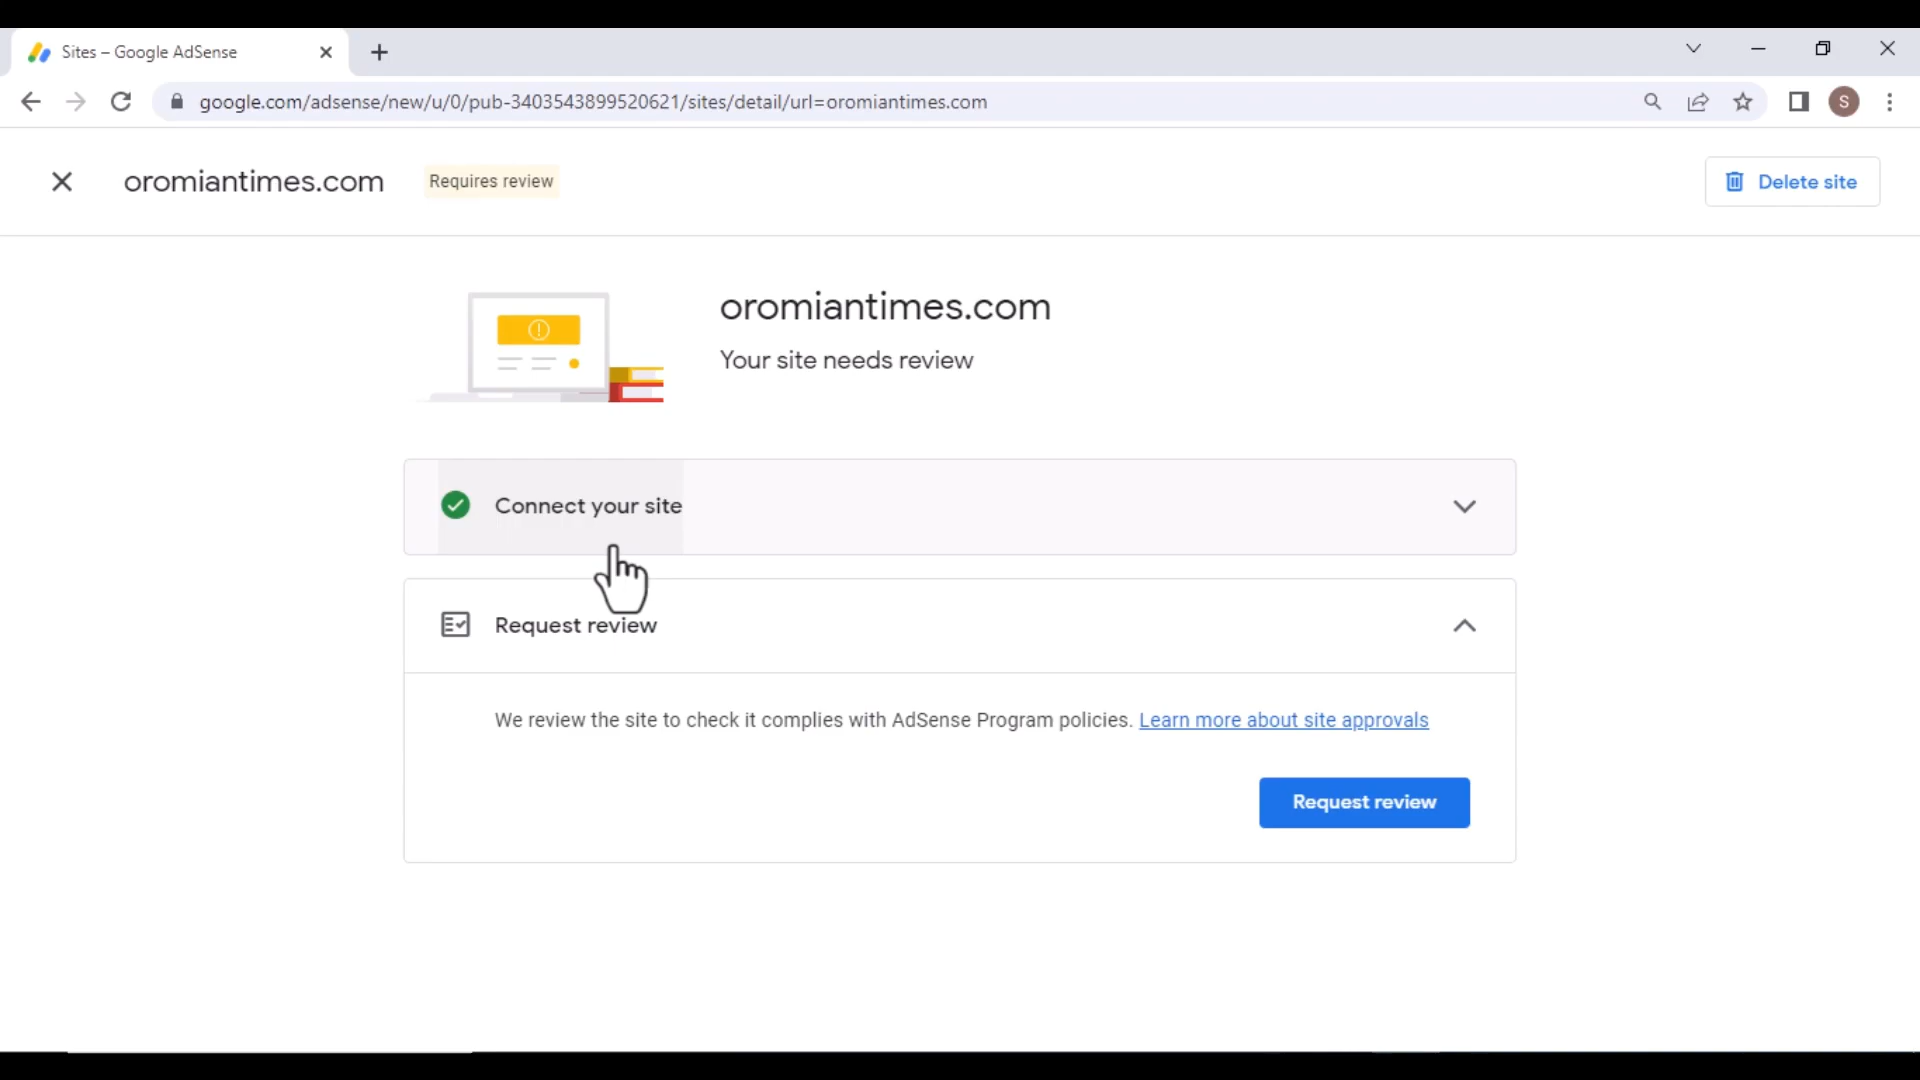 Sites – Google AdSense
google.com/adsense/new/u/0/pub-3403543899520621/sites/detail/url=oromiantimes.com
S
oromiantimes.com
Requires review
Delete site
oromiantimes.com
Your site needs review
Connect your site
Request review
We review the site to check it complies with AdSense Program policies. Learn more about site approvals
Request review